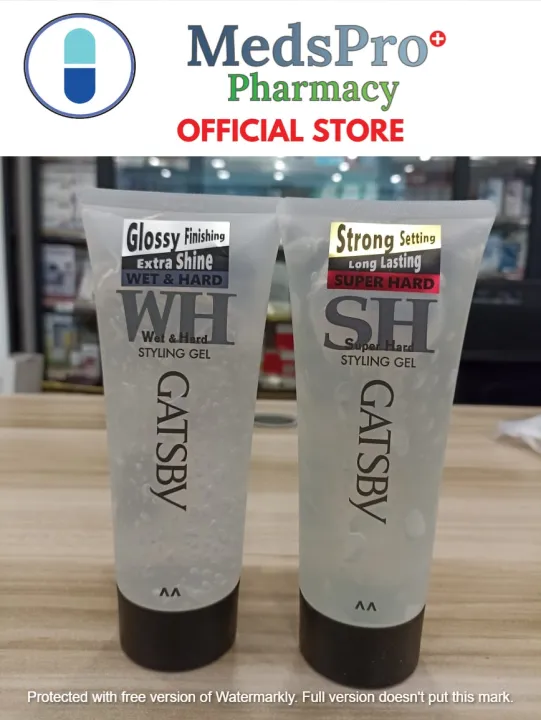 MedsPro
Pharmacy
OFFICIAL STORE
Glossy Finishing
Extra Shine
WET & HARD
WH
Wet & Hard
STYLING GEL
GATSBY
Strong Setting
Long Lasting
SUPER HARD
SH
Super Hard
STYLING GEL
GATSBY
Protected with free version of Watermarkly. Full version doesn't put this mark.